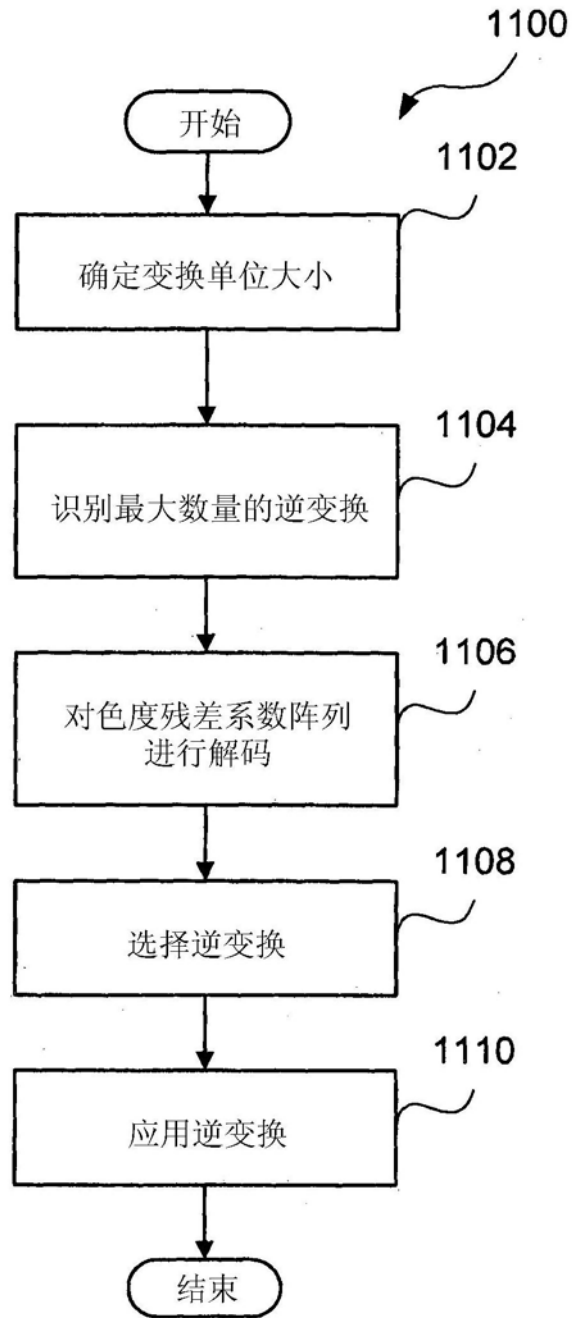 1100
开始
1102
确定变换单位大小
1104
识别最大数量的逆变换
1106
对色度残差系数阵列
进行解码
1108
选择逆变换
1110
应用逆变换
结束